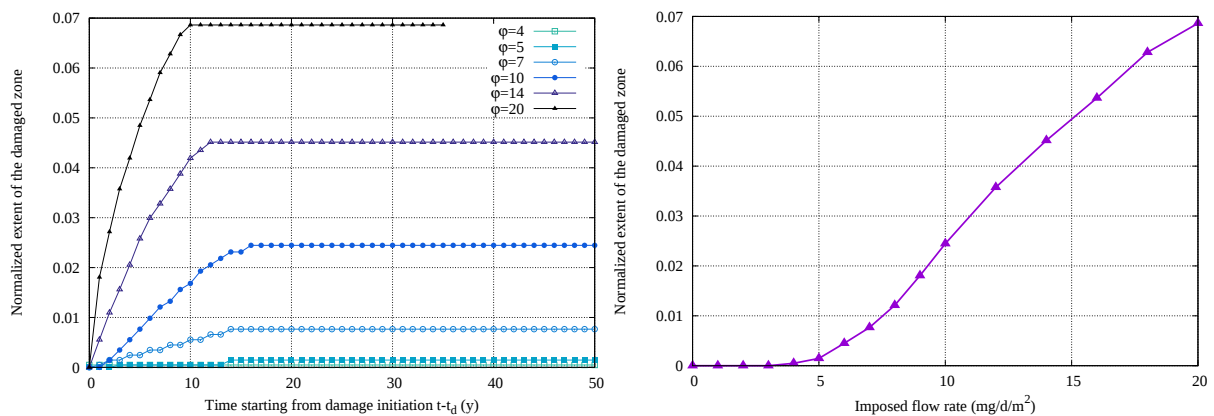 0.07
0.06
0.05
0.04
0.03
0.02
0.01
0
0
10
20
30
40
50
Normalized extent of the damaged zone
Time starting from damage initiation t-td (y)
φ=4
φ=5
φ=7
φ=10
φ=14
φ=20
0.07
0.06
0.05
0.04
0.03
0.02
0.01
0
0
5
10
15
20
Normalized extent of the damaged zone
Imposed flow rate (mg/d/m2)